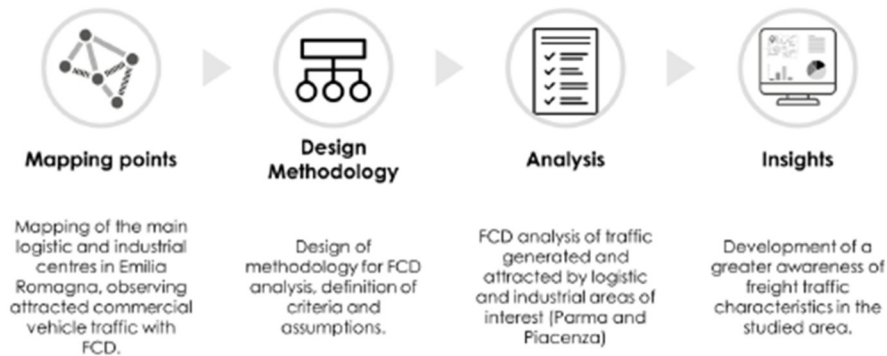 Mapping points
Mapping of the main
logistic and industrial
centres in Emilia
Romagna, observing
attracted commercial
vehicle traffic with
FCD.
Design
Methodology
Design of
methodology for FCD
analysis, definition of
criteria and
assumptions.
Analysis
FCD analysis of traffic
generated and
attracted by logistic
and industrial areas of
interest (Parma and
Piacenza)
Insights
Development of a
greater awareness of
freight traffic
characteristics in the
studied area.